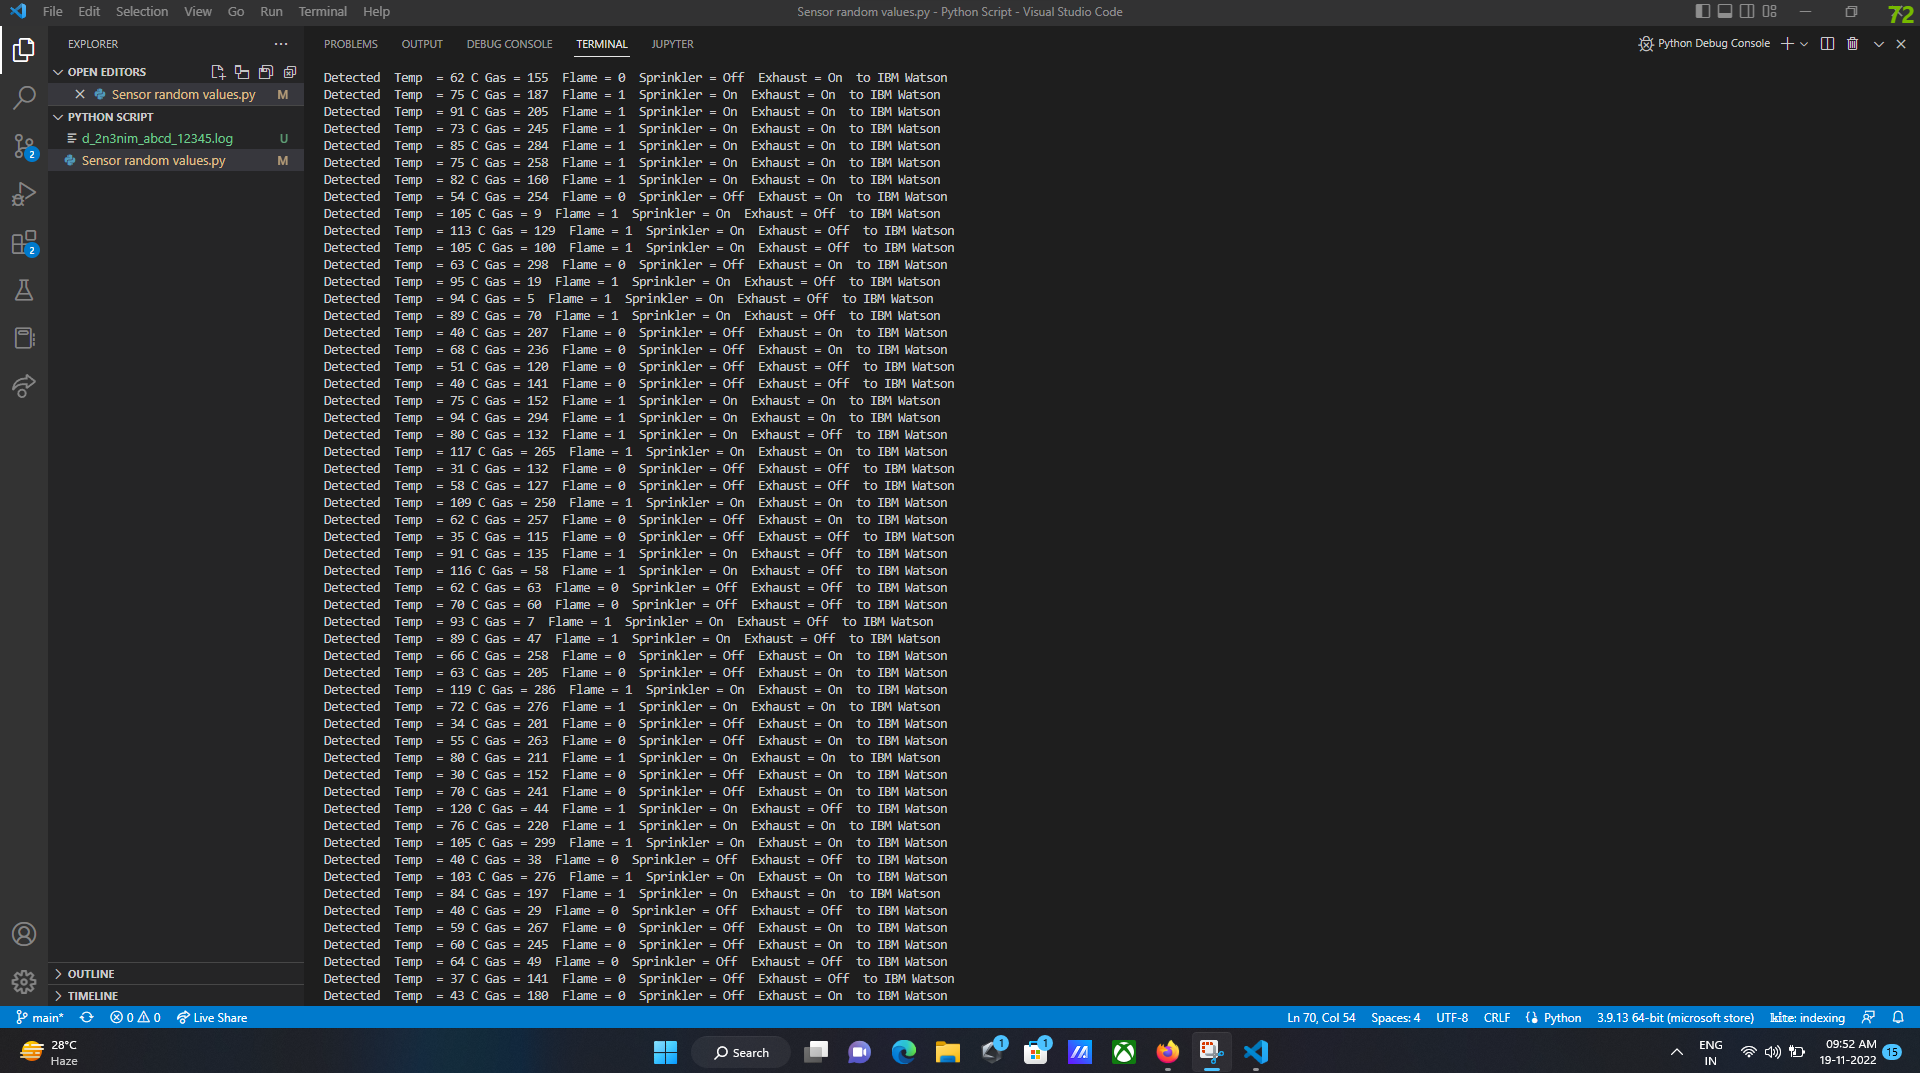 File Edit Selection View Go Run Terminal Help
Sensor random values.py - Python Script - Visual Studio Code
72
EXPLORER
OPEN EDITORS
Sensor random values.py M
PYTHON SCRIPT
d_2n3nim_abcd_12345.log U
Sensor random values.py M
2
2
OUTLINE
TIMELINE
PROBLEMS OUTPUT DEBUG CONSOLE TERMINAL JUPYTER
Python Debug Console
Detected Temp = 62 C Gas = 155 Flame = 0 Sprinkler = Off Exhaust = On to IBM Watson
Detected Temp = 75 C Gas = 187 Flame = 1 Sprinkler = On Exhaust = On to IBM Watson
Detected Temp = 91 C Gas = 205 Flame = 1 Sprinkler = On Exhaust = On to IBM Watson
Detected Temp = 73 C Gas = 245 Flame = 1 Sprinkler = On Exhaust = On to IBM Watson
Detected Temp = 85 C Gas = 284 Flame = 1 Sprinkler = On Exhaust = On to IBM Watson
Detected Temp = 75 C Gas = 258 Flame = 1 Sprinkler = On Exhaust = On to IBM Watson
Detected Temp = 82 C Gas = 160 Flame = 1 Sprinkler = On Exhaust = On to IBM Watson
Detected Temp = 54 C Gas = 254 Flame = 0 Sprinkler = Off Exhaust = On to IBM Watson
Detected Temp = 105 C Gas = 9 Flame = 1 Sprinkler = On Exhaust = Off to IBM Watson
Detected Temp = 113 C Gas = 129 Flame = 1 Sprinkler = On Exhaust = Off to IBM Watson
Detected Temp = 105 C Gas = 100 Flame = 1 Sprinkler = On Exhaust = Off to IBM Watson
Detected Temp = 63 C Gas = 298 Flame = 0 Sprinkler = Off Exhaust = On to IBM Watson
Detected Temp = 95 C Gas = 19 Flame = 1 Sprinkler = On Exhaust = Off to IBM Watson
Detected Temp = 94 C Gas = 5 Flame = 1 Sprinkler = On Exhaust = Off to IBM Watson
Detected Temp = 89 C Gas = 70 Flame = 1 Sprinkler = On Exhaust = Off to IBM Watson
Detected Temp = 40 C Gas = 207 Flame = 0 Sprinkler = Off Exhaust = On to IBM Watson
Detected Temp = 68 C Gas = 236 Flame = 0 Sprinkler = Off Exhaust = On to IBM Watson
Detected Temp = 51 C Gas = 120 Flame = 0 Sprinkler = Off Exhaust = Off to IBM Watson
Detected Temp = 40 C Gas = 141 Flame = 0 Sprinkler = Off Exhaust = Off to IBM Watson
Detected Temp = 75 C Gas = 152 Flame = 1 Sprinkler = On Exhaust = On to IBM Watson
Detected Temp = 94 C Gas = 294 Flame = 1 Sprinkler = On Exhaust = On to IBM Watson
Detected Temp = 80 C Gas = 132 Flame = 1 Sprinkler = On Exhaust = Off to IBM Watson
Detected Temp = 117 C Gas = 265 Flame = 1 Sprinkler = On Exhaust = On to IBM Watson
Detected Temp = 31 C Gas = 132 Flame = 0 Sprinkler = Off Exhaust = Off to IBM Watson
Detected Temp = 58 C Gas = 127 Flame = 0 Sprinkler = Off Exhaust = Off to IBM Watson
Detected Temp = 109 C Gas = 250 Flame = 1 Sprinkler = On Exhaust = On to IBM Watson
Detected Temp = 62 C Gas = 257 Flame = 0 Sprinkler = Off Exhaust = On to IBM Watson
Detected Temp = 35 C Gas = 115 Flame = 0 Sprinkler = Off Exhaust = Off to IBM Watson
Detected Temp = 91 C Gas = 135 Flame = 1 Sprinkler = On Exhaust = Off to IBM Watson
Detected Temp = 116 C Gas = 58 Flame = 1 Sprinkler = On Exhaust = Off to IBM Watson
Detected Temp = 62 C Gas = 63 Flame = 0 Sprinkler = Off Exhaust = Off to IBM Watson
Detected Temp = 70 C Gas = 60 Flame = 0 Sprinkler = Off Exhaust = Off to IBM Watson
Detected Temp = 93 C Gas = 7 Flame = 1 Sprinkler = On Exhaust = Off to IBM Watson
Detected Temp = 89 C Gas = 47 Flame = 1 Sprinkler = On Exhaust = Off to IBM Watson
Detected Temp = 66 C Gas = 258 Flame = 0 Sprinkler = Off Exhaust = On to IBM Watson
Detected Temp = 63 C Gas = 205 Flame = 0 Sprinkler = Off Exhaust = On to IBM Watson
Detected Temp = 119 C Gas = 286 Flame = 1 Sprinkler = On Exhaust = On to IBM Watson
Detected Temp = 72 C Gas = 276 Flame = 1 Sprinkler = On Exhaust = On to IBM Watson
Detected Temp = 34 C Gas = 201 Flame = 0 Sprinkler = Off Exhaust = On to IBM Watson
Detected Temp = 55 C Gas = 263 Flame = 0 Sprinkler = Off Exhaust = On to IBM Watson
Detected Temp = 80 C Gas = 211 Flame = 1 Sprinkler = On Exhaust = On to IBM Watson
Detected Temp = 30 C Gas = 152 Flame = 0 Sprinkler = Off Exhaust = On to IBM Watson
Detected Temp = 70 C Gas = 241 Flame = 0 Sprinkler = Off Exhaust = On to IBM Watson
Detected Temp = 120 C Gas = 44 Flame = 1 Sprinkler = On Exhaust = Off to IBM Watson
Detected Temp = 76 C Gas = 220 Flame = 1 Sprinkler = On Exhaust = On to IBM Watson
Detected Temp = 105 C Gas = 299 Flame = 1 Sprinkler = On Exhaust = On to IBM Watson
Detected Temp = 40 C Gas = 38 Flame = 0 Sprinkler = Off Exhaust = Off to IBM Watson
Detected Temp = 103 C Gas = 276 Flame = 1 Sprinkler = On Exhaust = On to IBM Watson
Detected Temp = 84 C Gas = 197 Flame = 1 Sprinkler = On Exhaust = On to IBM Watson
Detected Temp = 40 C Gas = 29 Flame = 0 Sprinkler = Off Exhaust = Off to IBM Watson
Detected Temp = 59 C Gas = 267 Flame = 0 Sprinkler = Off Exhaust = On to IBM Watson
Detected Temp = 60 C Gas = 245 Flame = 0 Sprinkler = Off Exhaust = On to IBM Watson
Detected Temp = 64 C Gas = 49 Flame = 0 Sprinkler = Off Exhaust = Off to IBM Watson
Detected Temp = 37 C Gas = 141 Flame = 0 Sprinkler = Off Exhaust = Off to IBM Watson
Detected Temp = 43 C Gas = 180 Flame = 0 Sprinkler = Off Exhaust = On to IBM Watson
main* 0 0 Live Share
Ln 70, Col 54 Spaces: 4 UTF-8 CRLF Python 3.9.13 64-bit (microsoft store) kite: indexing
28°C
Haze
Search
1
1
ENG
IN
09:52 AM
19-11-2022
15